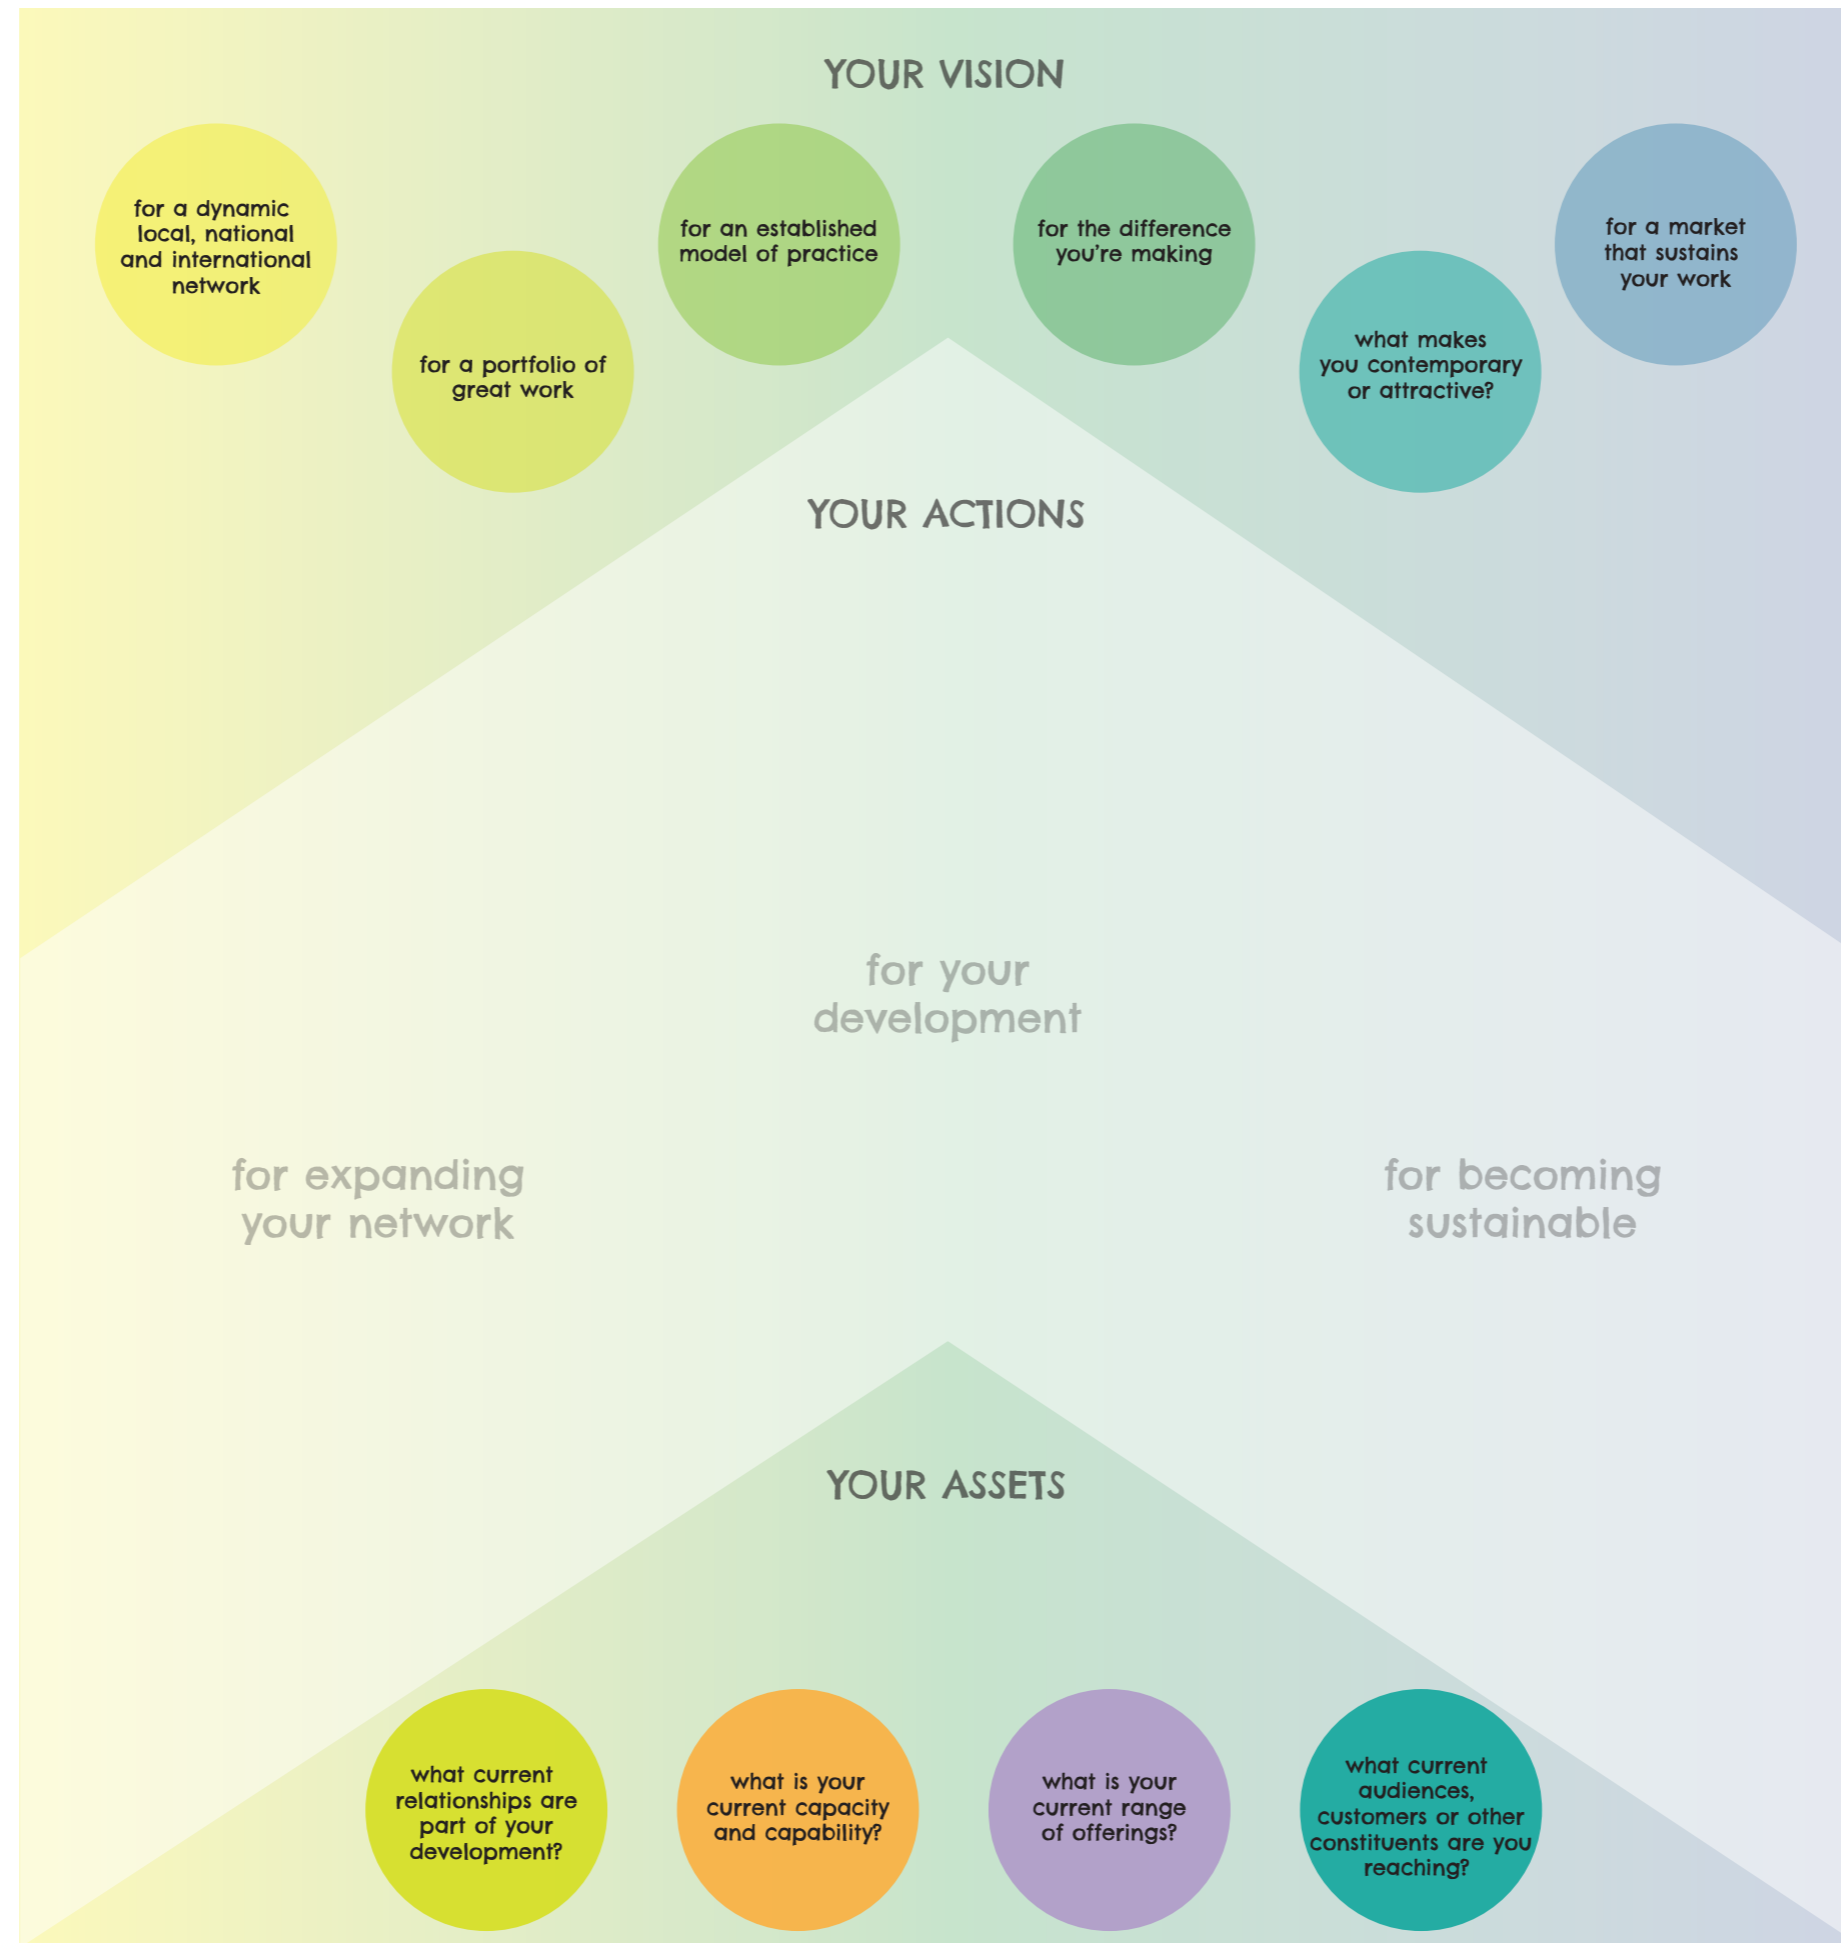 YOUR VISION
for a dynamic
local, national
and international
network
for a portfolio of
great work
for an established
model of practice
for the difference
you're making
what makes
you contemporary
or attractive?
for a market
that sustains
your work
YOUR ACTIONS
for your
development
for expanding
your network
for becoming
sustainable
YOUR ASSETS
what current
relationships are
part of your
development?
what is your
current capacity
and capability?
what is your
current range
of offerings?
what current
audiences,
customers or other
constituents are you
reaching?